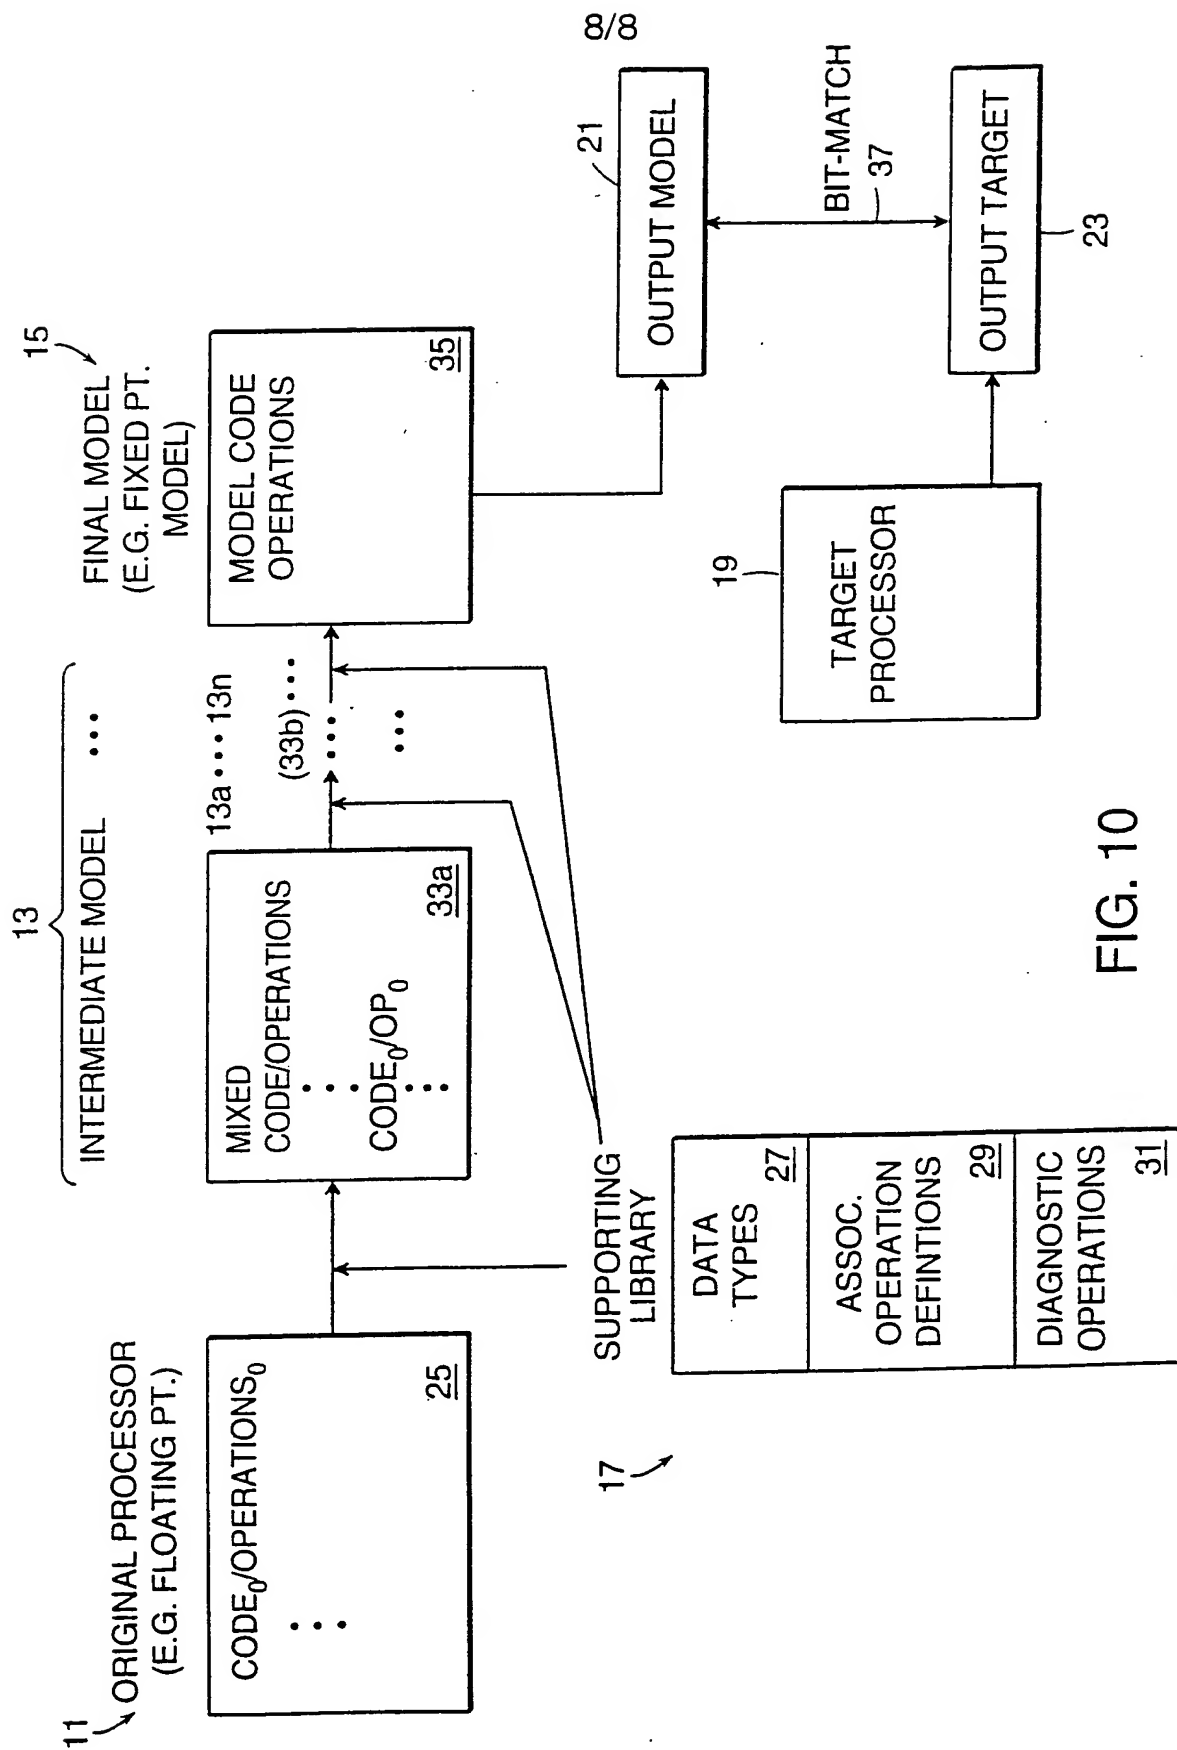 8/8
11
ORIGINAL PROCESSOR
(E.G. FLOATING PT.)
CODE₀/OPERATIONS₀
25
13
INTERMEDIATE MODEL ...
13a ···· 13n
(33b) ···
MIXED
CODE/OPERATIONS
CODE₀/OP₀
33a
15
FINAL MODEL
(E.G. FIXED PT.
MODEL)
MODEL CODE
OPERATIONS
35
17
SUPPORTING
LIBRARY
DATA
TYPES
27
ASSOC.
OPERATION
DEFINTIONS
29
DIAGNOSTIC
OPERATIONS
31
19
TARGET
PROCESSOR
21
OUTPUT MODEL
BIT-MATCH
37
OUTPUT TARGET
23
FIG. 10